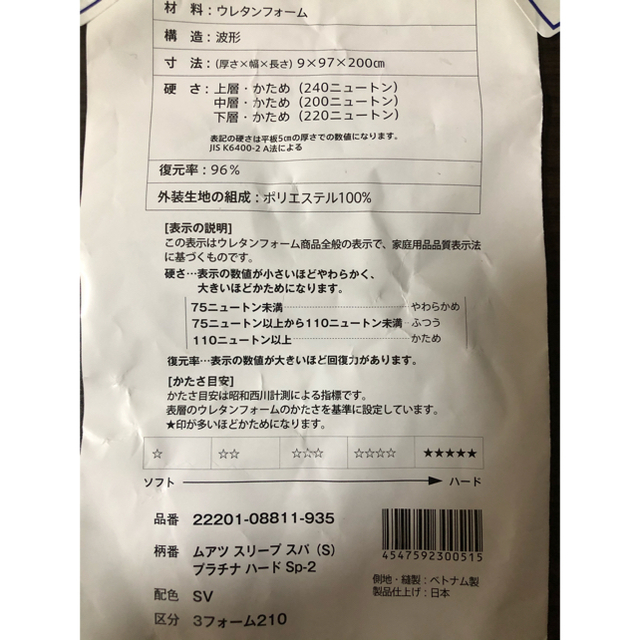 材　料：ウレタンフォーム
構　造：波形
寸　法：(厚さ×幅×長さ) 9×97×200㎝
硬　さ：上層・かため（240ニュートン）
中層・かため（200ニュートン）
下層・かため（220ニュートン）
表記の硬さは平板5㎝の厚さでの数値になります。
JIS K6400-2 A法による
復元率：96％
外装生地の組成：ポリエステル100%
[表示の説明]
この表示はウレタンフォーム商品全般の表示で、家庭用品品質表示法
に基づくものです。
硬さ…表示の数値が小さいほどやわらかく、
大きいほどかためになります。
75ニュートン未満 やわらかめ
75ニュートン以上から110ニュートン未満 ふつう
110ニュートン以上 かため
復元率…表示の数値が大きいほど回復力があります。
[かたさ目安]
かたさ目安は昭和西川計測による指標です。
表層のウレタンフォームのかたさを基準に設定しています。
★印が多いほどかためになります。
☆ ☆☆ ☆☆☆ ☆☆☆☆ ★★★★★
ソフト → ハード
品番 22201-08811-935
柄番 ムアツ スリープ スパ（S）
プラチナ ハード Sp-2
配色 SV
区分 3フォーム210
4547592300515
側地・縫製：ベトナム製
製品仕上げ：日本